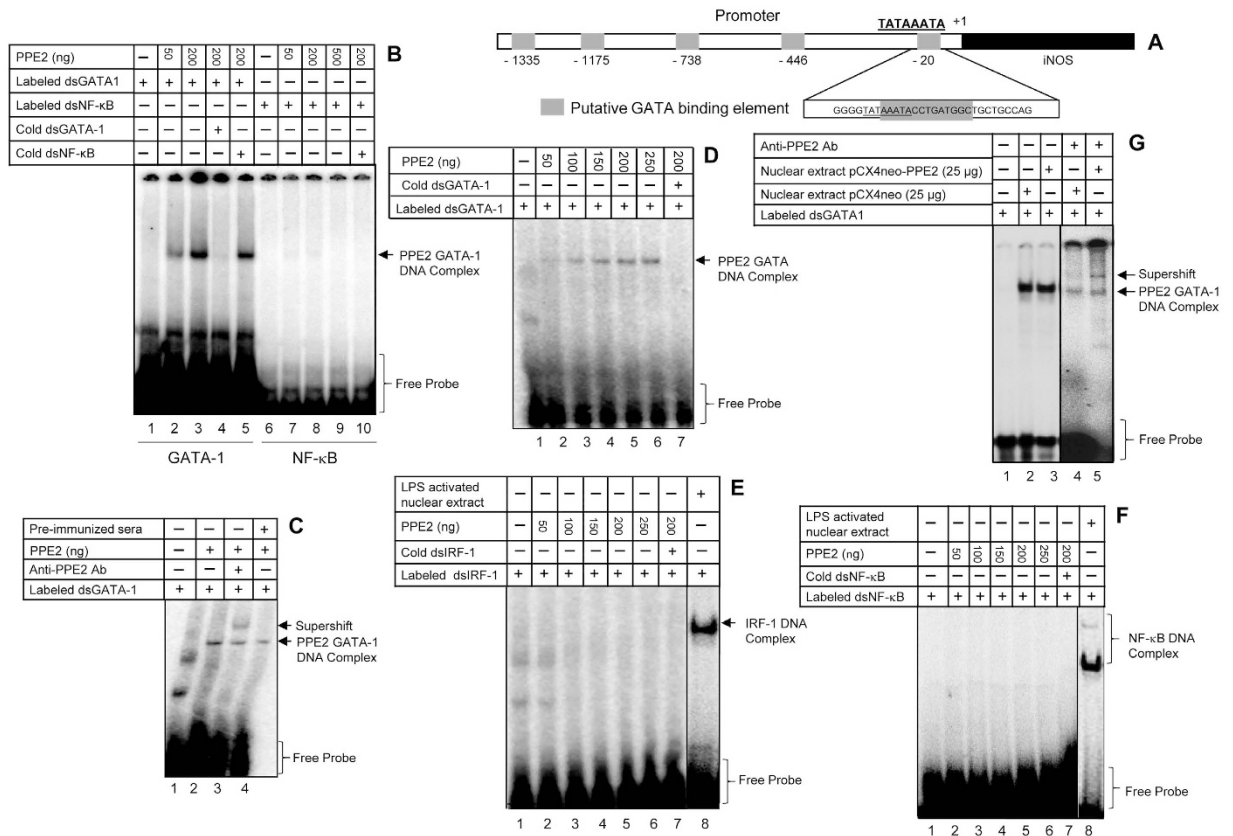 Promoter
TATAAATA
+1
A
- 1335
- 1175
- 738
- 446
- 20
iNOS
Putative GATA binding element
GGGGTATAAATACCTGATGGCTGCTGCCAG
B
PPE2 (ng) – 50 200 200 200 – 50 200 500 200
Labeled dsGATA1 + + + + + – – – – –
Labeled dsNF-κB – – – – – + + + + +
Cold dsGATA-1 – – – + – – – – – –
Cold dsNF-κB – – – – + – – – – +
PPE2 GATA-1
DNA Complex
Free Probe
1 2 3 4 5 6 7 8 9 10
GATA-1 NF-κB
D
PPE2 (ng) – 50 100 150 200 250 200
Cold dsGATA-1 – – – – – – +
Labeled dsGATA-1 + + + + + + +
PPE2 GATA
DNA Complex
Free Probe
1 2 3 4 5 6 7
G
Anti-PPE2 Ab – – – + +
Nuclear extract pCX4neo-PPE2 (25 µg) – – + – +
Nuclear extract pCX4neo (25 µg) – + – + –
Labeled dsGATA1 + + + + +
Supershift
PPE2 GATA-1
DNA Complex
Free Probe
1 2 3 4 5
C
Pre-immunized sera – – – +
PPE2 (ng) – + + +
Anti-PPE2 Ab – – + –
Labeled dsGATA-1 + + + +
Supershift
PPE2 GATA-1
DNA Complex
Free Probe
1 2 3 4
E
LPS activated
nuclear extract – – – – – – – +
PPE2 (ng) – 50 100 150 200 250 200 –
Cold dsIRF-1 – – – – – – + –
Labeled dsIRF-1 + + + + + + + +
IRF-1 DNA
Complex
Free Probe
1 2 3 4 5 6 7 8
F
LPS activated
nuclear extract – – – – – – – +
PPE2 (ng) – 50 100 150 200 250 200 –
Cold dsNF-κB – – – – – – + –
Labeled dsNF-κB + + + + + + + +
NF-κB DNA
Complex
Free Probe
1 2 3 4 5 6 7 8